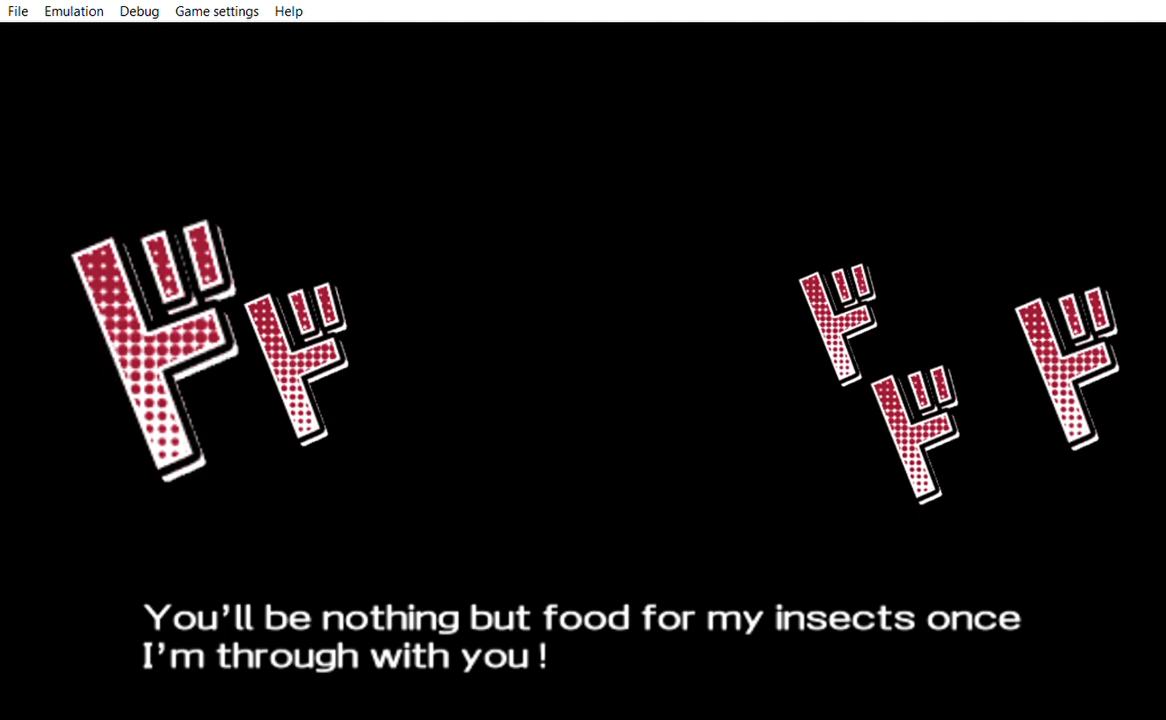 File Emulation Debug Game settings Help
ド ド ド ド ド
You'll be nothing but food for my insects once
I'm through with you!